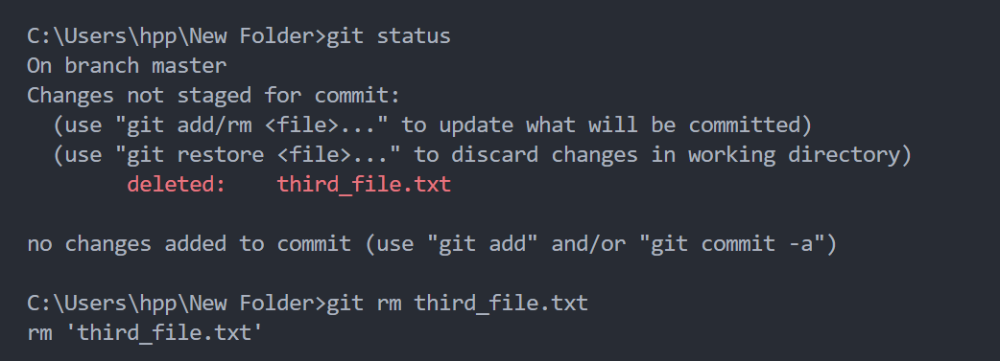 C:\Users\hpp\New Folder>git status
On branch master
Changes not staged for commit:
  (use "git add/rm <file>..." to update what will be committed)
  (use "git restore <file>..." to discard changes in working directory)
        deleted:    third_file.txt

no changes added to commit (use "git add" and/or "git commit -a")

C:\Users\hpp\New Folder>git rm third_file.txt
rm 'third_file.txt'